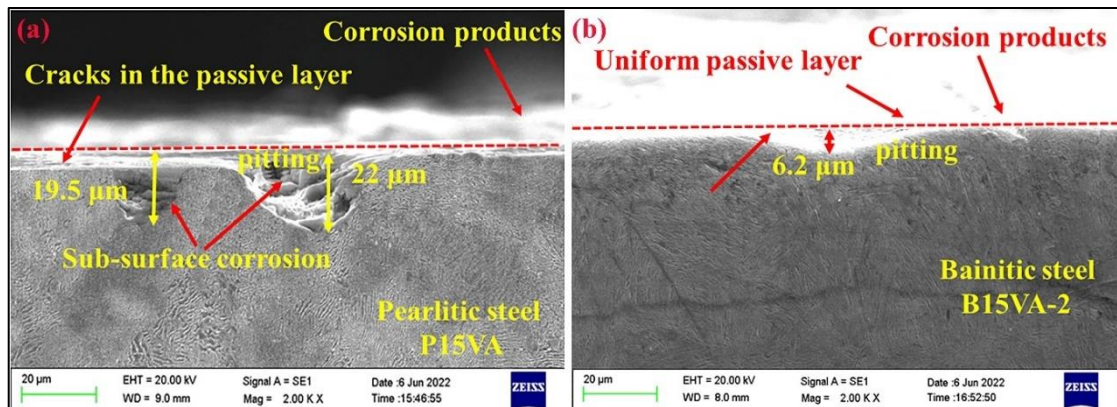 (a)
Corrosion products
Cracks in the passive layer
pitting
19.5 µm
22 µm
Sub-surface corrosion
Pearlitic steel
P15VA
20 µm
EHT = 20.00 kV
Signal A = SE1
Date :6 Jun 2022
WD = 9.0 mm
Mag = 2.00 K X
Time :15:46:55
ZEISS
(b)
Corrosion products
Uniform passive layer
pitting
6.2 µm
Bainitic steel
B15VA-2
20 µm
EHT = 20.00 kV
Signal A = SE1
Date :6 Jun 2022
WD = 8.0 mm
Mag = 2.00 K X
Time :16:52:50
ZEISS